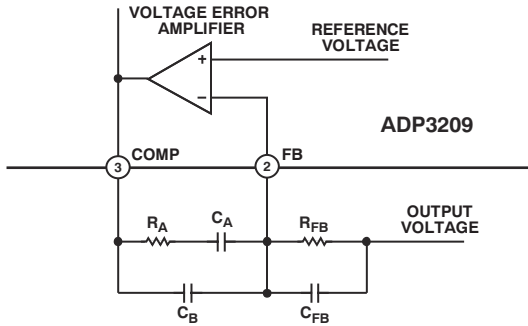 VOLTAGE ERROR
AMPLIFIER
REFERENCE
VOLTAGE
+
–
ADP3209
3
COMP
2
FB
RA
CA
RFB
OUTPUT
VOLTAGE
CB
CFB